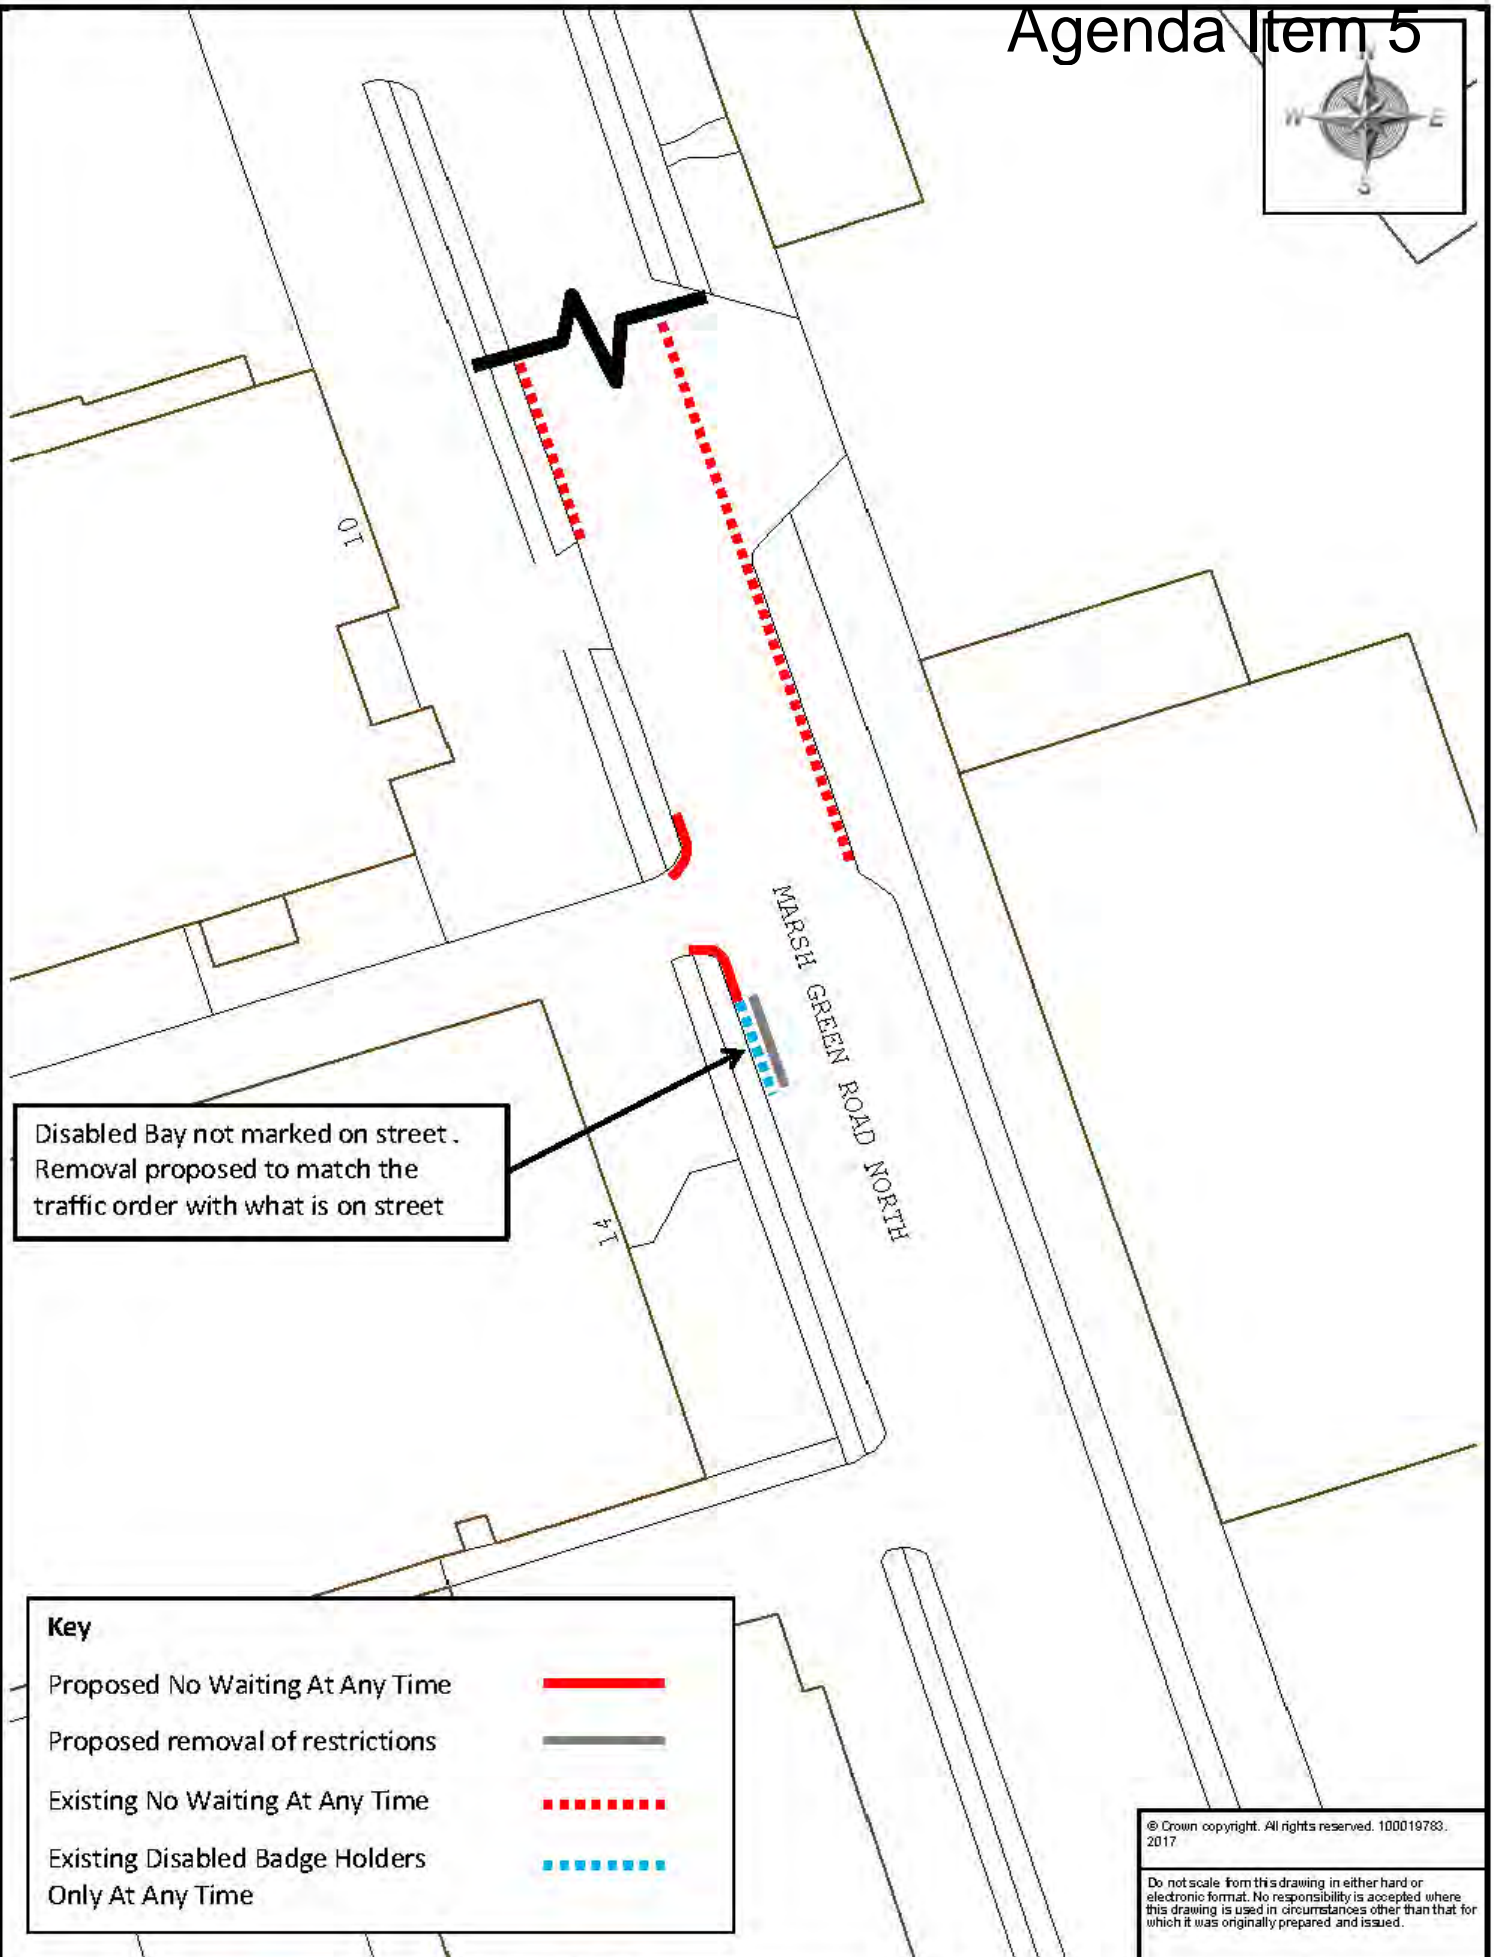 Agenda Item 5
N
W E
S
10
MARSH GREEN ROAD NORTH
Disabled Bay not marked on street .
Removal proposed to match the
traffic order with what is on street
14
Key
Proposed No Waiting At Any Time
Proposed removal of restrictions
Existing No Waiting At Any Time
Existing Disabled Badge Holders
Only At Any Time
© Crown copyright. All rights reserved. 100019783.
2017
Do not scale from this drawing in either hard or
electronic format. No responsibility is accepted where
this drawing is used in circumstances other than that for
which it was originally prepared and issued.